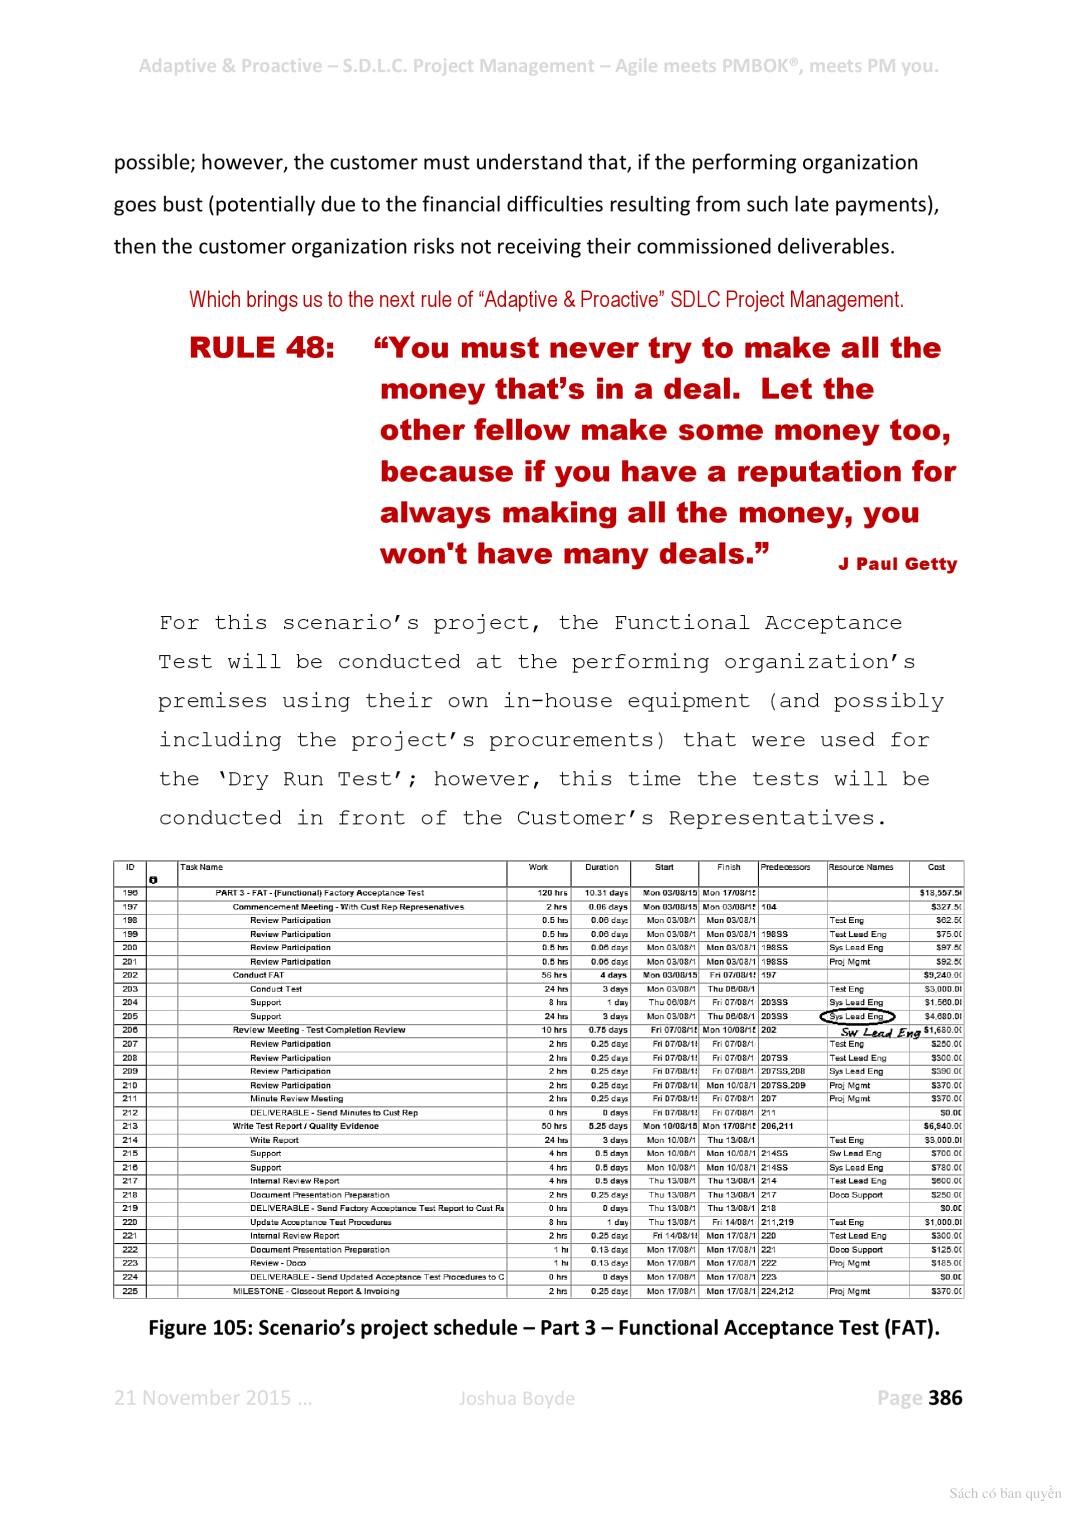 Adaptive & Proactive – S.D.L.C. Project Management – Agile meets PMBOK®, meets PM you.
possible; however, the customer must understand that, if the performing organization
goes bust (potentially due to the financial difficulties resulting from such late payments),
then the customer organization risks not receiving their commissioned deliverables.
Which brings us to the next rule of “Adaptive & Proactive” SDLC Project Management.
RULE 48: “You must never try to make all the
money that’s in a deal. Let the
other fellow make some money too,
because if you have a reputation for
always making all the money, you
won't have many deals.” J Paul Getty
For this scenario’s project, the Functional Acceptance
Test will be conducted at the performing organization’s
premises using their own in-house equipment (and possibly
including the project’s procurements) that were used for
the ‘Dry Run Test’; however, this time the tests will be
conducted in front of the Customer’s Representatives.
ID Task Name Work Duration Start Finish Predecessors Resource Names Cost
196 PART 3 - FAT - (Functional) Factory Acceptance Test 120 hrs 10.31 days Mon 03/08/15 Mon 17/08/15 $18,557.50
197 Commencement Meeting - With Cust Rep Represenatives 2 hrs 0.06 days Mon 03/08/15 Mon 03/08/15 104 $327.50
198 Review Participation 0.5 hrs 0.06 days Mon 03/08/1 Mon 03/08/1 Test Eng $62.50
199 Review Participation 0.5 hrs 0.06 days Mon 03/08/1 Mon 03/08/1 198SS Test Lead Eng $75.00
200 Review Participation 0.5 hrs 0.06 days Mon 03/08/1 Mon 03/08/1 198SS Sys Lead Eng $97.50
201 Review Participation 0.5 hrs 0.06 days Mon 03/08/1 Mon 03/08/1 198SS Proj Mgmt $92.50
202 Conduct FAT 56 hrs 4 days Mon 03/08/15 Fri 07/08/15 197 $9,240.00
203 Conduct Test 24 hrs 3 days Mon 03/08/1 Thu 06/08/1 Test Eng $3,000.00
204 Support 8 hrs 1 day Thu 06/08/1 Fri 07/08/1 203SS Sys Lead Eng $1,560.00
205 Support 24 hrs 3 days Mon 03/08/1 Thu 06/08/1 203SS Sys Lead Eng $4,680.00
206 Review Meeting - Test Completion Review 10 hrs 0.75 days Fri 07/08/15 Mon 10/08/15 202 Sw Lead Eng $1,680.00
207 Review Participation 2 hrs 0.25 days Fri 07/08/15 Fri 07/08/1 Test Eng $250.00
208 Review Participation 2 hrs 0.25 days Fri 07/08/15 Fri 07/08/1 207SS Test Lead Eng $300.00
209 Review Participation 2 hrs 0.25 days Fri 07/08/15 Fri 07/08/1 207SS,208 Sys Lead Eng $390.00
210 Review Participation 2 hrs 0.25 days Fri 07/08/15 Mon 10/08/1 207SS,209 Proj Mgmt $370.00
211 Minute Review Meeting 2 hrs 0.25 days Fri 07/08/15 Fri 07/08/1 207 Proj Mgmt $370.00
212 DELIVERABLE - Send Minutes to Cust Rep 0 hrs 0 days Fri 07/08/15 Fri 07/08/1 211 $0.00
213 Write Test Report / Quality Evidence 50 hrs 5.25 days Mon 10/08/15 Mon 17/08/15 206,211 $6,940.00
214 Write Report 24 hrs 3 days Mon 10/08/1 Thu 13/08/1 Test Eng $3,000.00
215 Support 4 hrs 0.5 days Mon 10/08/1 Mon 10/08/1 214SS Sw Lead Eng $700.00
216 Support 4 hrs 0.5 days Mon 10/08/1 Mon 10/08/1 214SS Sys Lead Eng $780.00
217 Internal Review Report 4 hrs 0.5 days Thu 13/08/1 Thu 13/08/1 214 Test Lead Eng $600.00
218 Document Presentation Preparation 2 hrs 0.25 days Thu 13/08/1 Thu 13/08/1 217 Doco Support $250.00
219 DELIVERABLE - Send Factory Acceptance Test Report to Cust Re 0 hrs 0 days Thu 13/08/1 Thu 13/08/1 218 $0.00
220 Update Acceptance Test Procedures 8 hrs 1 day Thu 13/08/1 Fri 14/08/1 211,219 Test Eng $1,000.00
221 Internal Review Report 2 hrs 0.25 days Fri 14/08/15 Mon 17/08/1 220 Test Lead Eng $300.00
222 Document Presentation Preparation 1 hr 0.13 days Mon 17/08/1 Mon 17/08/1 221 Doco Support $125.00
223 Review - Doco 1 hr 0.13 days Mon 17/08/1 Mon 17/08/1 222 Proj Mgmt $185.00
224 DELIVERABLE - Send Updated Acceptance Test Procedures to C 0 hrs 0 days Mon 17/08/1 Mon 17/08/1 223 $0.00
225 MILESTONE - Closeout Report & Invoicing 2 hrs 0.25 days Mon 17/08/1 Mon 17/08/1 224,212 Proj Mgmt $370.00
Figure 105: Scenario’s project schedule – Part 3 – Functional Acceptance Test (FAT).
21 November 2015 … Joshua Boyde Page 386
Sách có bản quyền